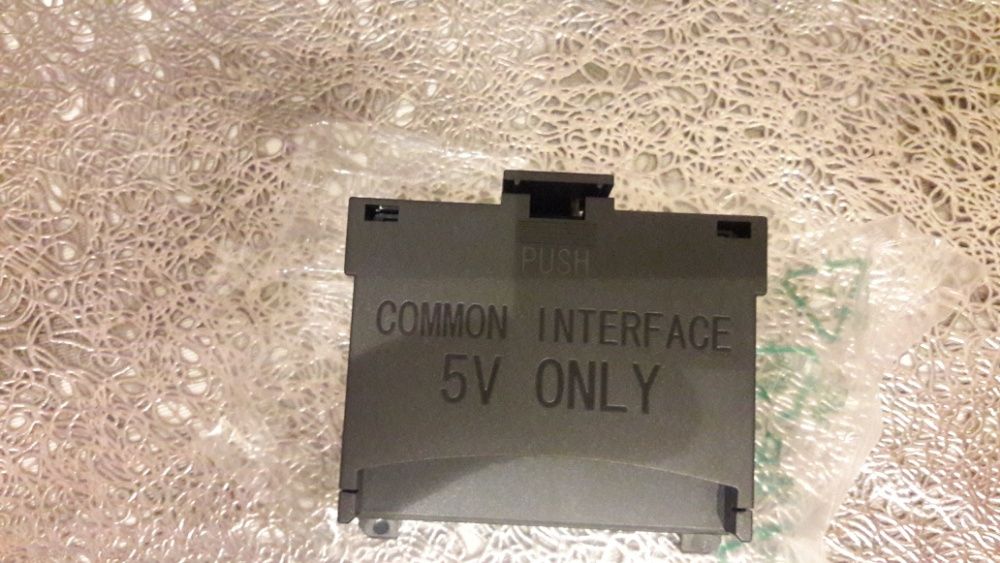 PUSH
COMMON INTERFACE
5V ONLY